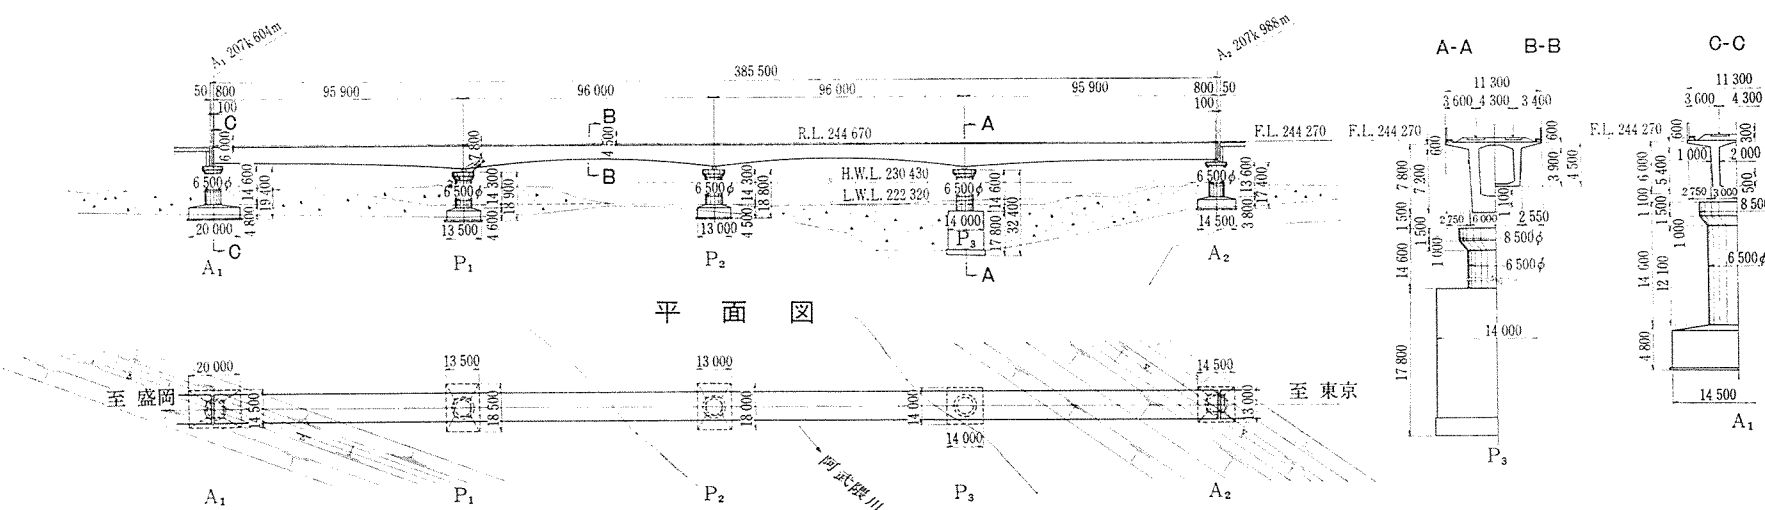 A₁ 207k 604m
A₂ 207k 988m
385 500
50 800
95 900
96 000
96 000
95 900
800 50
100
100
C
B
B
A
R.L. 244 670
F.L. 244 270
6 000
7 800
4 500
H.W.L. 230 430
L.W.L. 222 320
6 500φ
6 500φ
6 500φ
6 500φ
6 500φ
14 600
19 400
4 800
14 300
18 900
4 600
14 300
18 800
4 500
14 600
32 400
17 800
13 600
17 400
3 800
20 000
13 500
13 000
14 000
14 500
C
A
A₁
P₁
P₂
P₃
A₂
平面図
20 000
13 500
13 000
14 500
至 盛岡
至 東京
14 500
18 500
18 000
14 000
13 000
14 000
阿武隈川
A₁
P₁
P₂
P₃
A₂
A-A
B-B
11 300
3 600 4 300 3 400
F.L. 244 270
600
600
7 800
7 200
3 900
4 500
1 100
1 500
1 500
2 750
6 000
2 550
8 500φ
1 000
6 500φ
14 600
14 000
17 800
P₃
C-C
11 300
3 600 4 300
F.L. 244 270
600
300
1 000
2 000
6 000
5 400
500
2 750
3 000
1 100
1 500
8 500
1 000
6 500φ
14 600
12 100
4 800
14 500
A₁